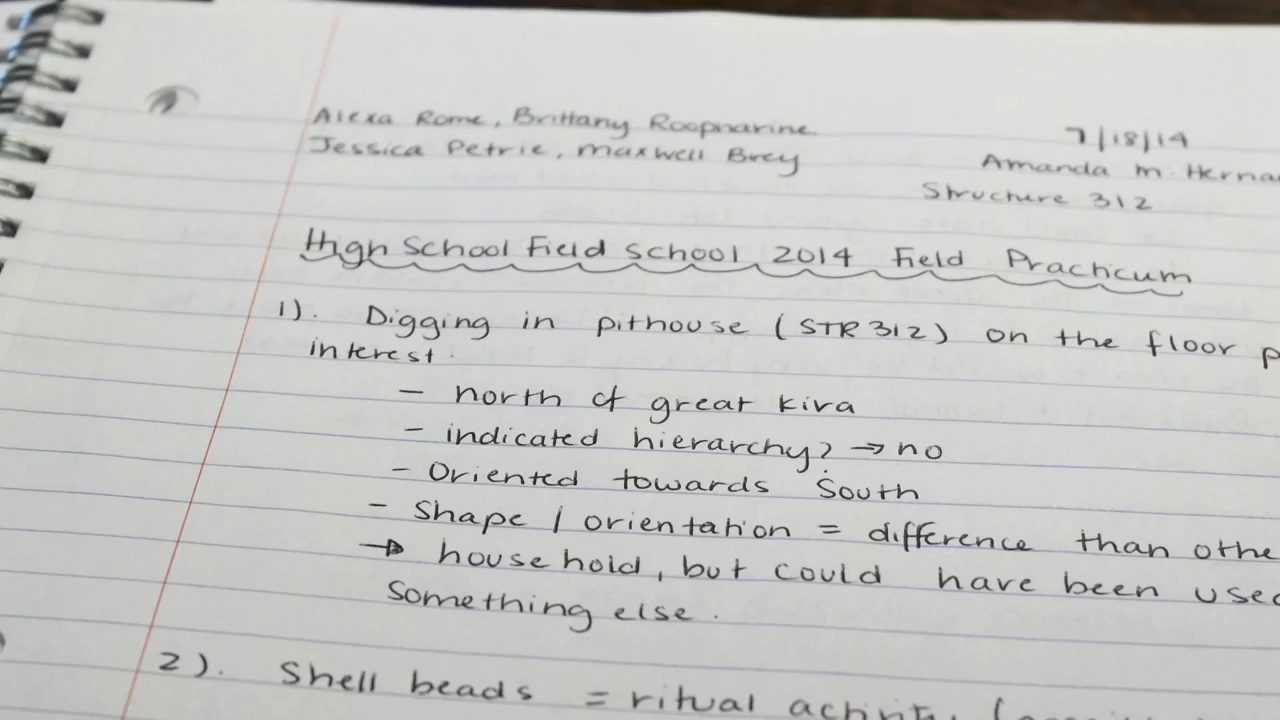 Alexa Rome, Brittany Roopnarine
Jessica Petrie, Maxwell Brey
7/18/14
Amanda M. Herna
Structure 312
High School Field School 2014 Field Practicum
1). Digging in pithouse (STR 312) on the floor p
interest.
- north of great kiva
- indicated hierarchy? → no
- Oriented towards South
- Shape / orientation = difference than othe
→ household, but could have been used
Something else.
2). Shell beads = ritual activity (